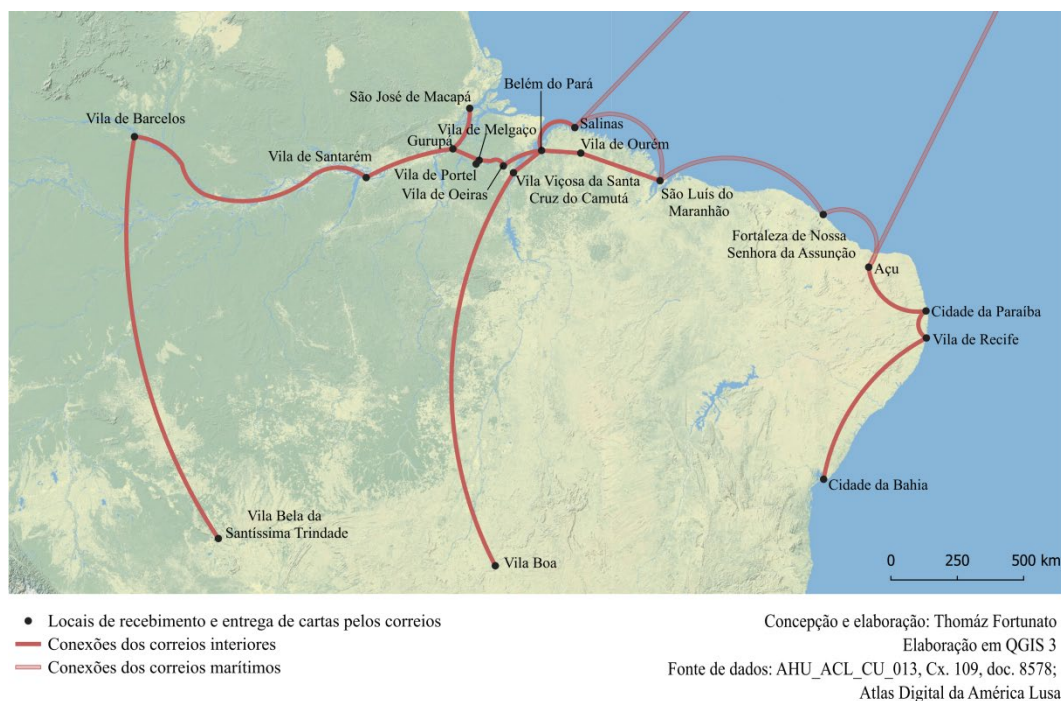 Belém do Pará
São José de Macapá
Vila de Barcelos
Vila de Melgaço
Salinas
Gurupá
Vila de Ourém
Vila de Santarém
Vila de Portel
Vila de Oeiras
Vila Viçosa da Santa
Cruz do Camutá
São Luís do
Maranhão
Fortaleza de Nossa
Senhora da Assunção
Açu
Cidade da Paraíba
Vila de Recife
Cidade da Bahia
Vila Bela da
Santíssima Trindade
Vila Boa
0 250 500 km
Locais de recebimento e entrega de cartas pelos correios
Conexões dos correios interiores
Conexões dos correios marítimos
Concepção e elaboração: Thomáz Fortunato
Elaboração em QGIS 3
Fonte de dados: AHU_ACL_CU_013, Cx. 109, doc. 8578;
Atlas Digital da América Lusa